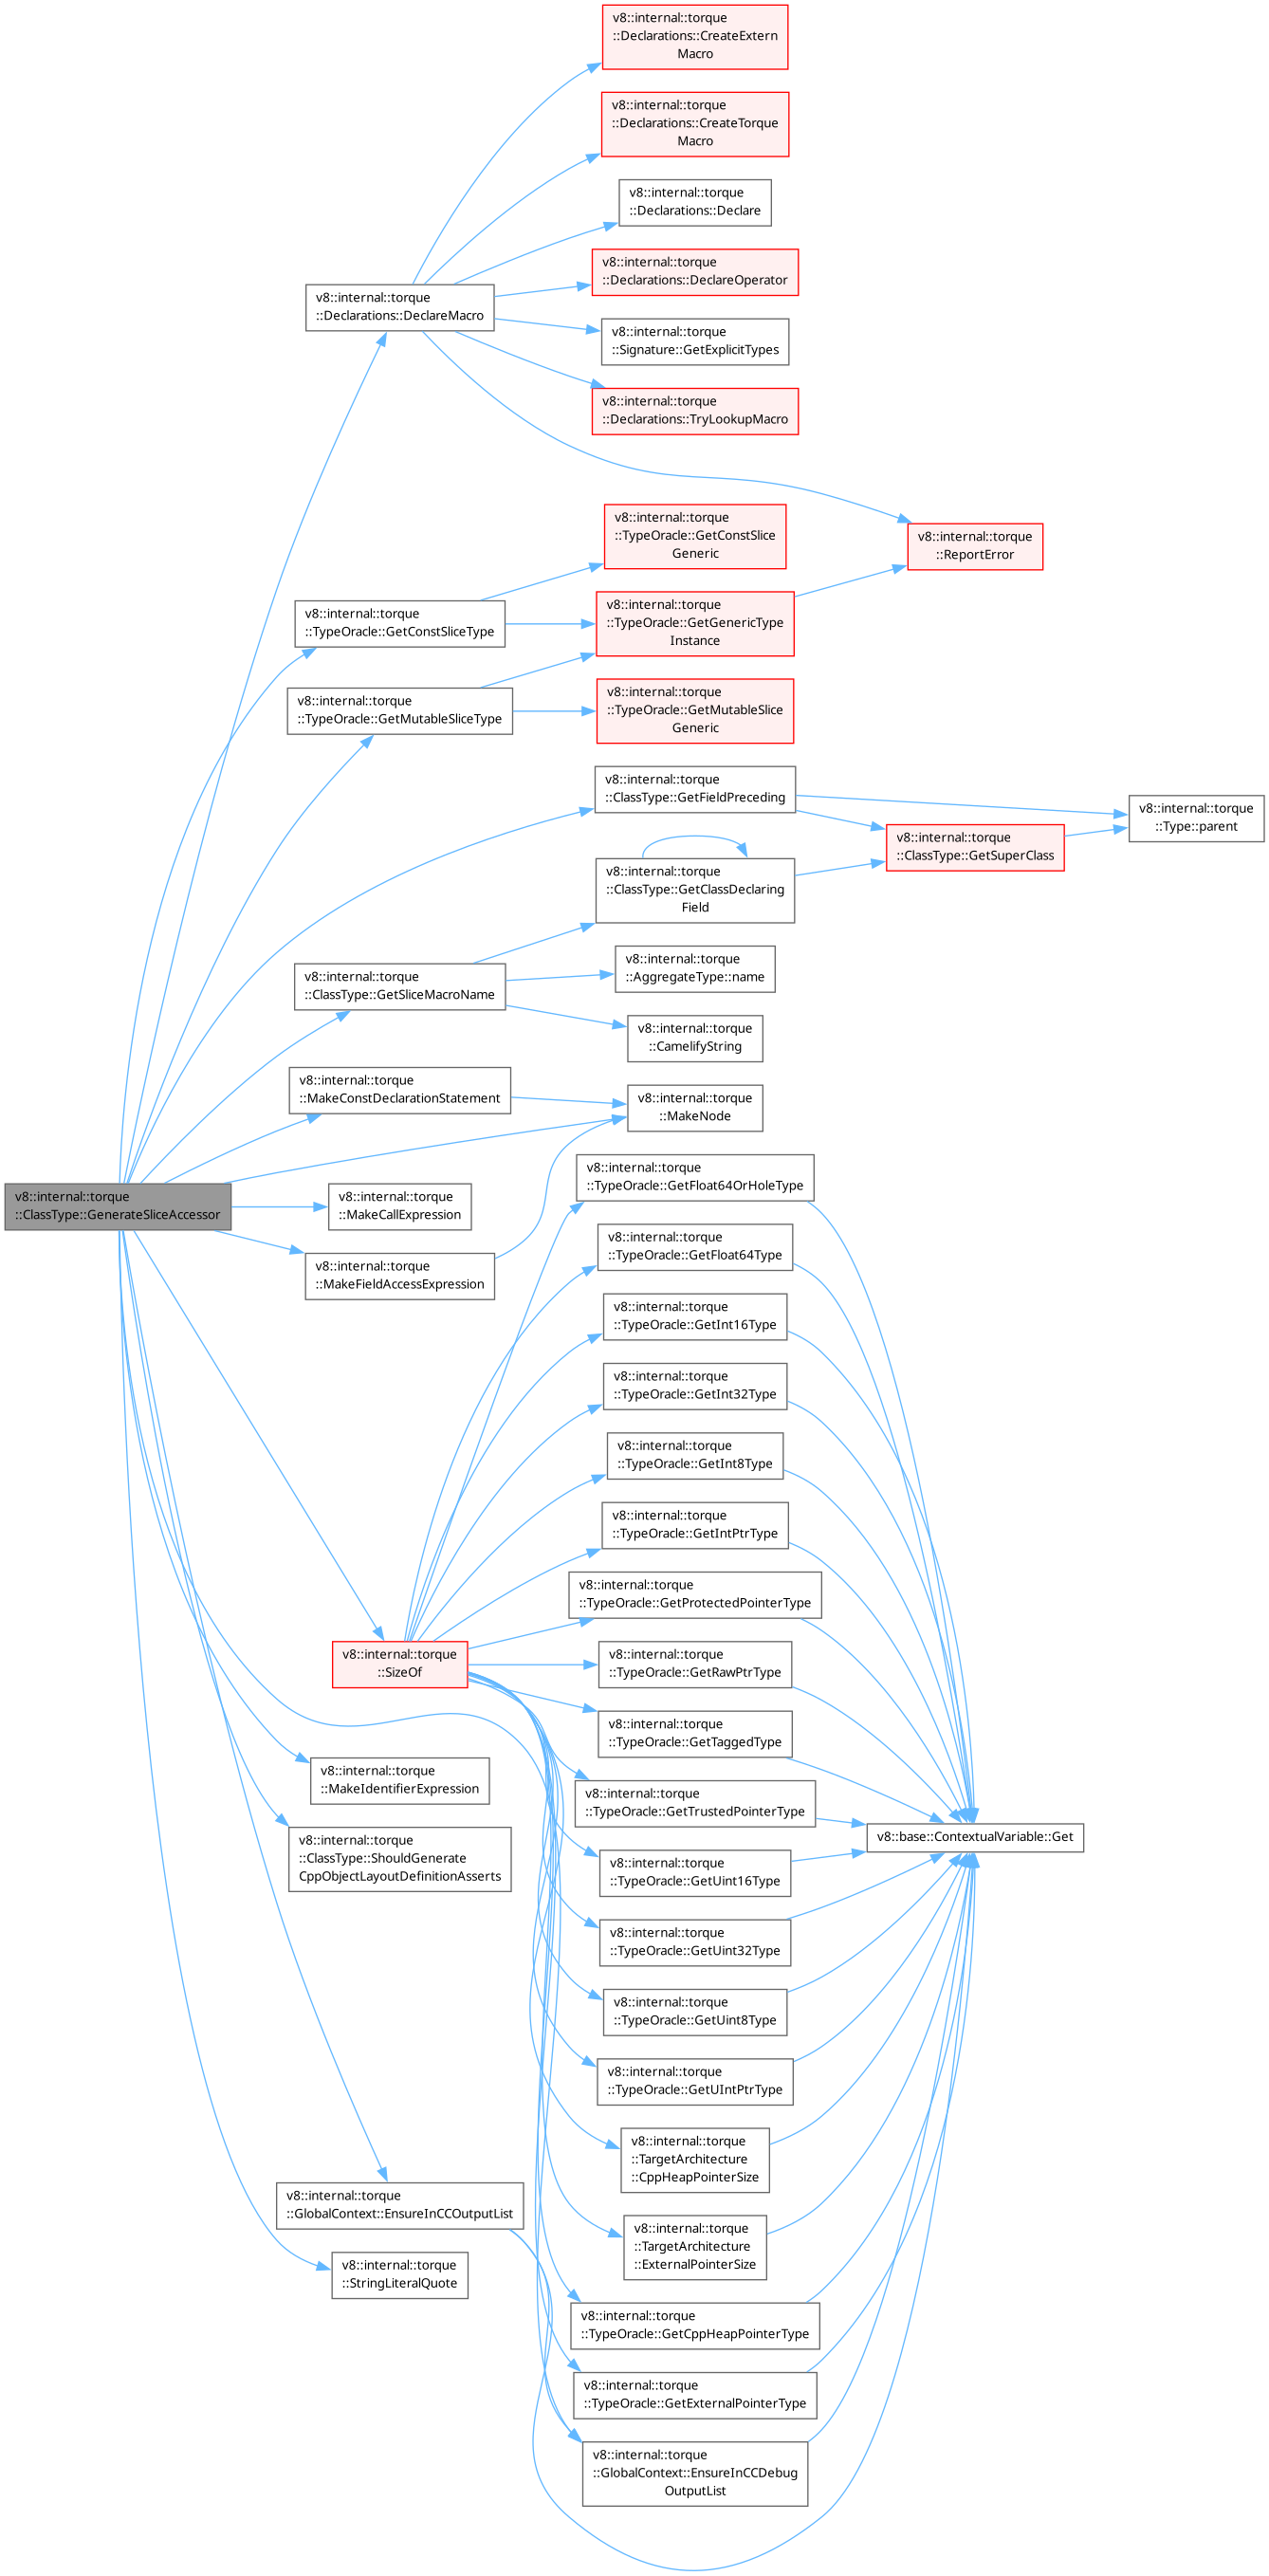 v8::internal::torque
::ClassType::GenerateSliceAccessor
v8::internal::torque
::Declarations::DeclareMacro
v8::internal::torque
::Declarations::CreateExtern
Macro
v8::internal::torque
::Declarations::CreateTorque
Macro
v8::internal::torque
::Declarations::Declare
v8::internal::torque
::Declarations::DeclareOperator
v8::internal::torque
::Signature::GetExplicitTypes
v8::internal::torque
::Declarations::TryLookupMacro
v8::internal::torque
::ReportError
v8::internal::torque
::TypeOracle::GetConstSliceType
v8::internal::torque
::TypeOracle::GetConstSlice
Generic
v8::internal::torque
::TypeOracle::GetGenericType
Instance
v8::internal::torque
::TypeOracle::GetMutableSliceType
v8::internal::torque
::TypeOracle::GetMutableSlice
Generic
v8::internal::torque
::ClassType::GetFieldPreceding
v8::internal::torque
::Type::parent
v8::internal::torque
::ClassType::GetSuperClass
v8::internal::torque
::ClassType::GetClassDeclaring
Field
v8::internal::torque
::ClassType::GetSliceMacroName
v8::internal::torque
::AggregateType::name
v8::internal::torque
::CamelifyString
v8::internal::torque
::MakeConstDeclarationStatement
v8::internal::torque
::MakeNode
v8::internal::torque
::MakeCallExpression
v8::internal::torque
::MakeFieldAccessExpression
v8::internal::torque
::SizeOf
v8::internal::torque
::TypeOracle::GetFloat64OrHoleType
v8::internal::torque
::TypeOracle::GetFloat64Type
v8::internal::torque
::TypeOracle::GetInt16Type
v8::internal::torque
::TypeOracle::GetInt32Type
v8::internal::torque
::TypeOracle::GetInt8Type
v8::internal::torque
::TypeOracle::GetIntPtrType
v8::internal::torque
::TypeOracle::GetProtectedPointerType
v8::internal::torque
::TypeOracle::GetRawPtrType
v8::internal::torque
::TypeOracle::GetTaggedType
v8::internal::torque
::TypeOracle::GetTrustedPointerType
v8::internal::torque
::TypeOracle::GetUint16Type
v8::internal::torque
::TypeOracle::GetUint32Type
v8::internal::torque
::TypeOracle::GetUint8Type
v8::internal::torque
::TypeOracle::GetUIntPtrType
v8::internal::torque
::TargetArchitecture
::CppHeapPointerSize
v8::internal::torque
::TargetArchitecture
::ExternalPointerSize
v8::internal::torque
::TypeOracle::GetCppHeapPointerType
v8::internal::torque
::TypeOracle::GetExternalPointerType
v8::internal::torque
::GlobalContext::EnsureInCCDebug
OutputList
v8::base::ContextualVariable::Get
v8::internal::torque
::MakeIdentifierExpression
v8::internal::torque
::ClassType::ShouldGenerate
CppObjectLayoutDefinitionAsserts
v8::internal::torque
::GlobalContext::EnsureInCCOutputList
v8::internal::torque
::StringLiteralQuote